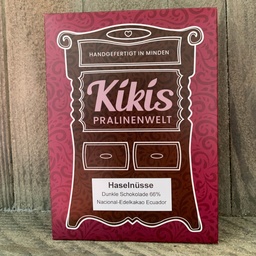 HANDGEFERTIGT IN MINDEN
Kikis
PRALINENWELT
Haselnüsse
Dunkle Schokolade 66%
Nacional-Edelkakao Ecuador